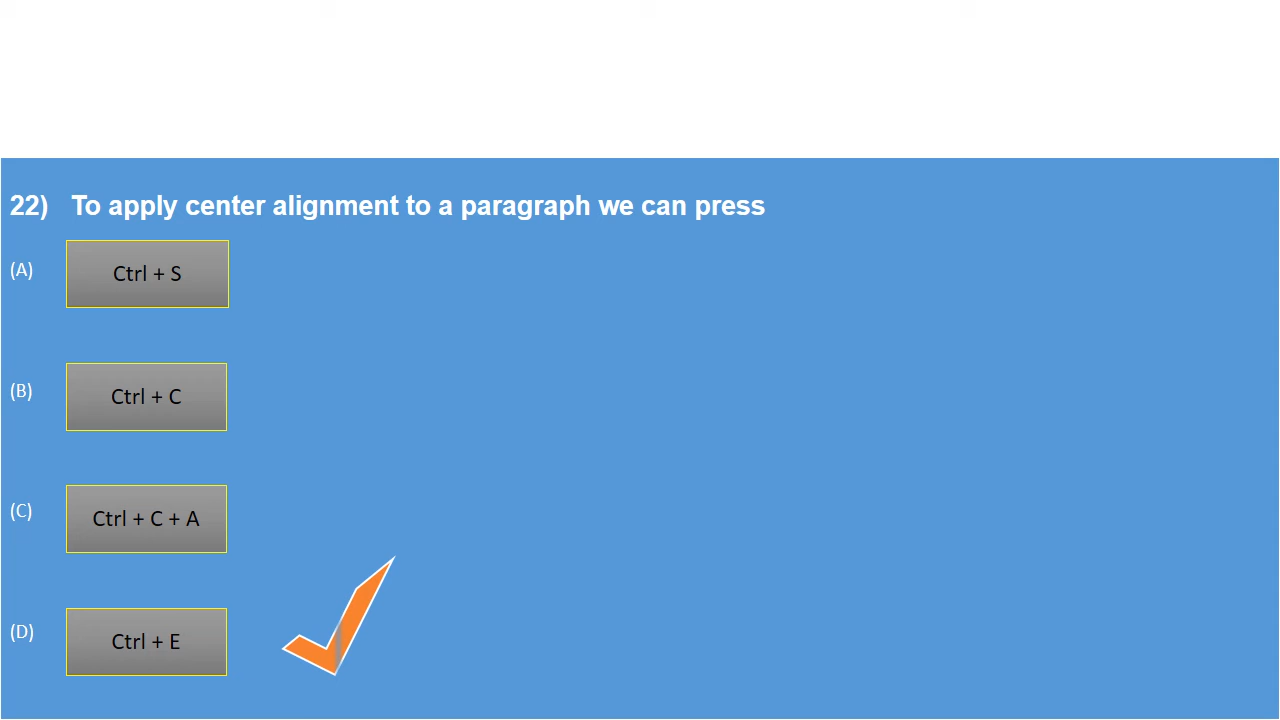 22) To apply center alignment to a paragraph we can press
(A) Ctrl + S
(B) Ctrl + C
(C) Ctrl + C + A
(D) Ctrl + E